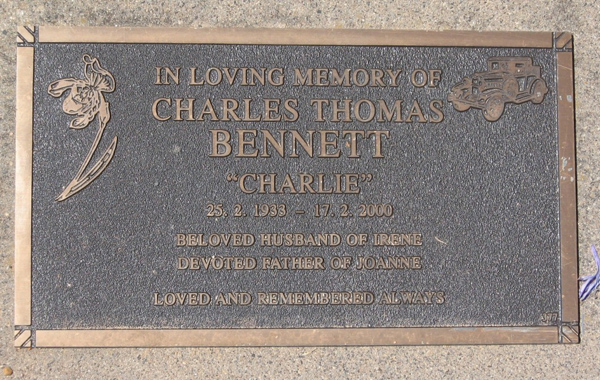 IN LOVING MEMORY OF
CHARLES THOMAS
BENNETT
"CHARLIE"
25. 2. 1933 – 17. 2. 2000
BELOVED HUSBAND OF IRENE
DEVOTED FATHER OF JOANNE
LOVED AND REMEMBERED ALWAYS